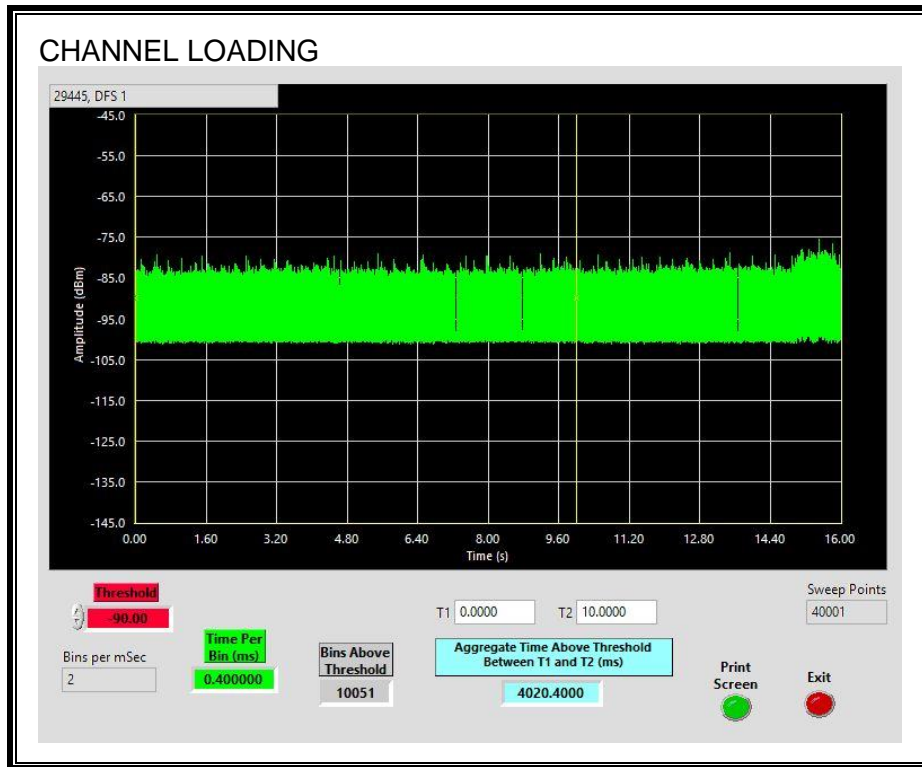 CHANNEL LOADING
29445, DFS 1
Amplitude (dBm)
-45.0
-55.0
-65.0
-75.0
-85.0
-95.0
-105.0
-115.0
-125.0
-135.0
-145.0
0.00 1.60 3.20 4.80 6.40 8.00 9.60 11.20 12.80 14.40 16.00
Time (s)
Threshold
-90.00
Bins per mSec
2
Time Per
Bin (ms)
0.400000
Bins Above
Threshold
10051
T1 0.0000 T2 10.0000
Aggregate Time Above Threshold
Between T1 and T2 (ms)
4020.4000
Sweep Points
40001
Print
Screen
Exit